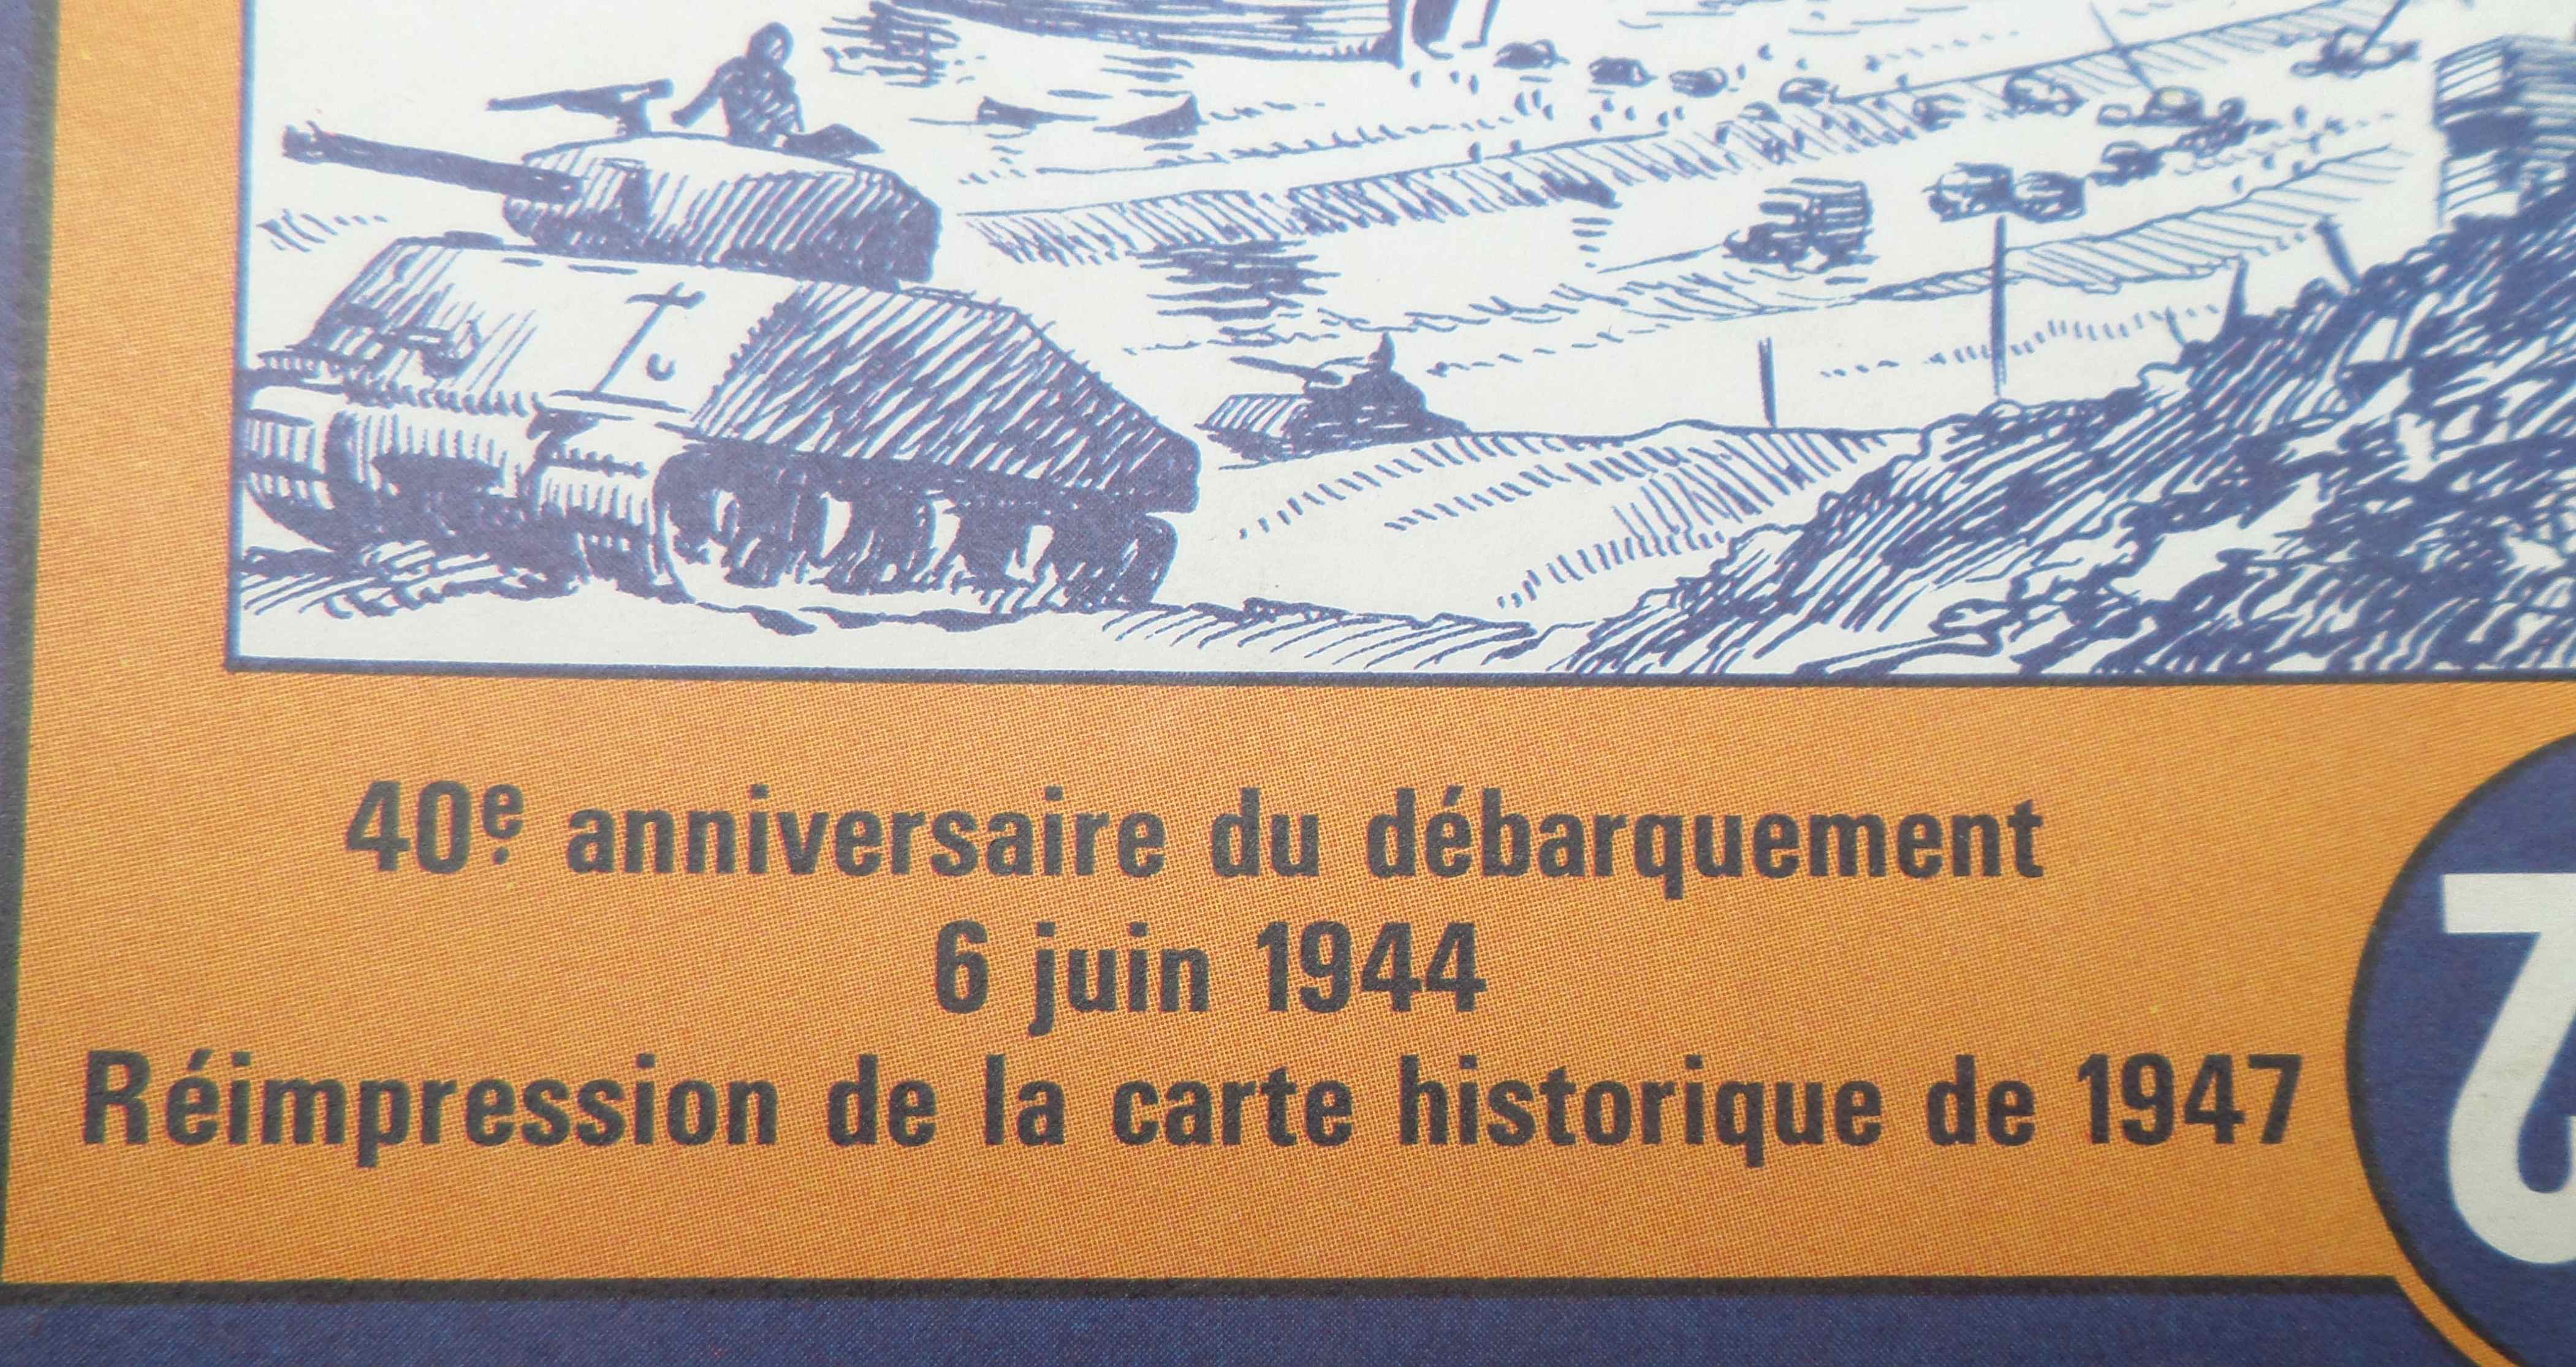 40e anniversaire du débarquement
6 juin 1944
Réimpression de la carte historique de 1947